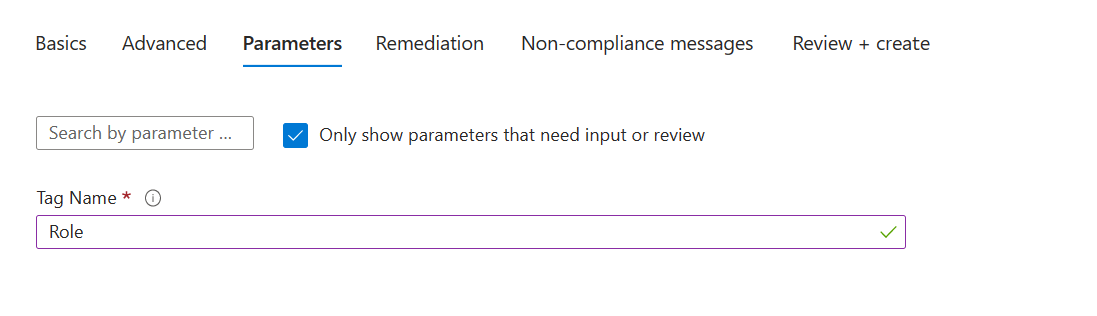 Basics Advanced Parameters Remediation Non-compliance messages Review + create
Search by parameter ...
Only show parameters that need input or review
Tag Name *
Role